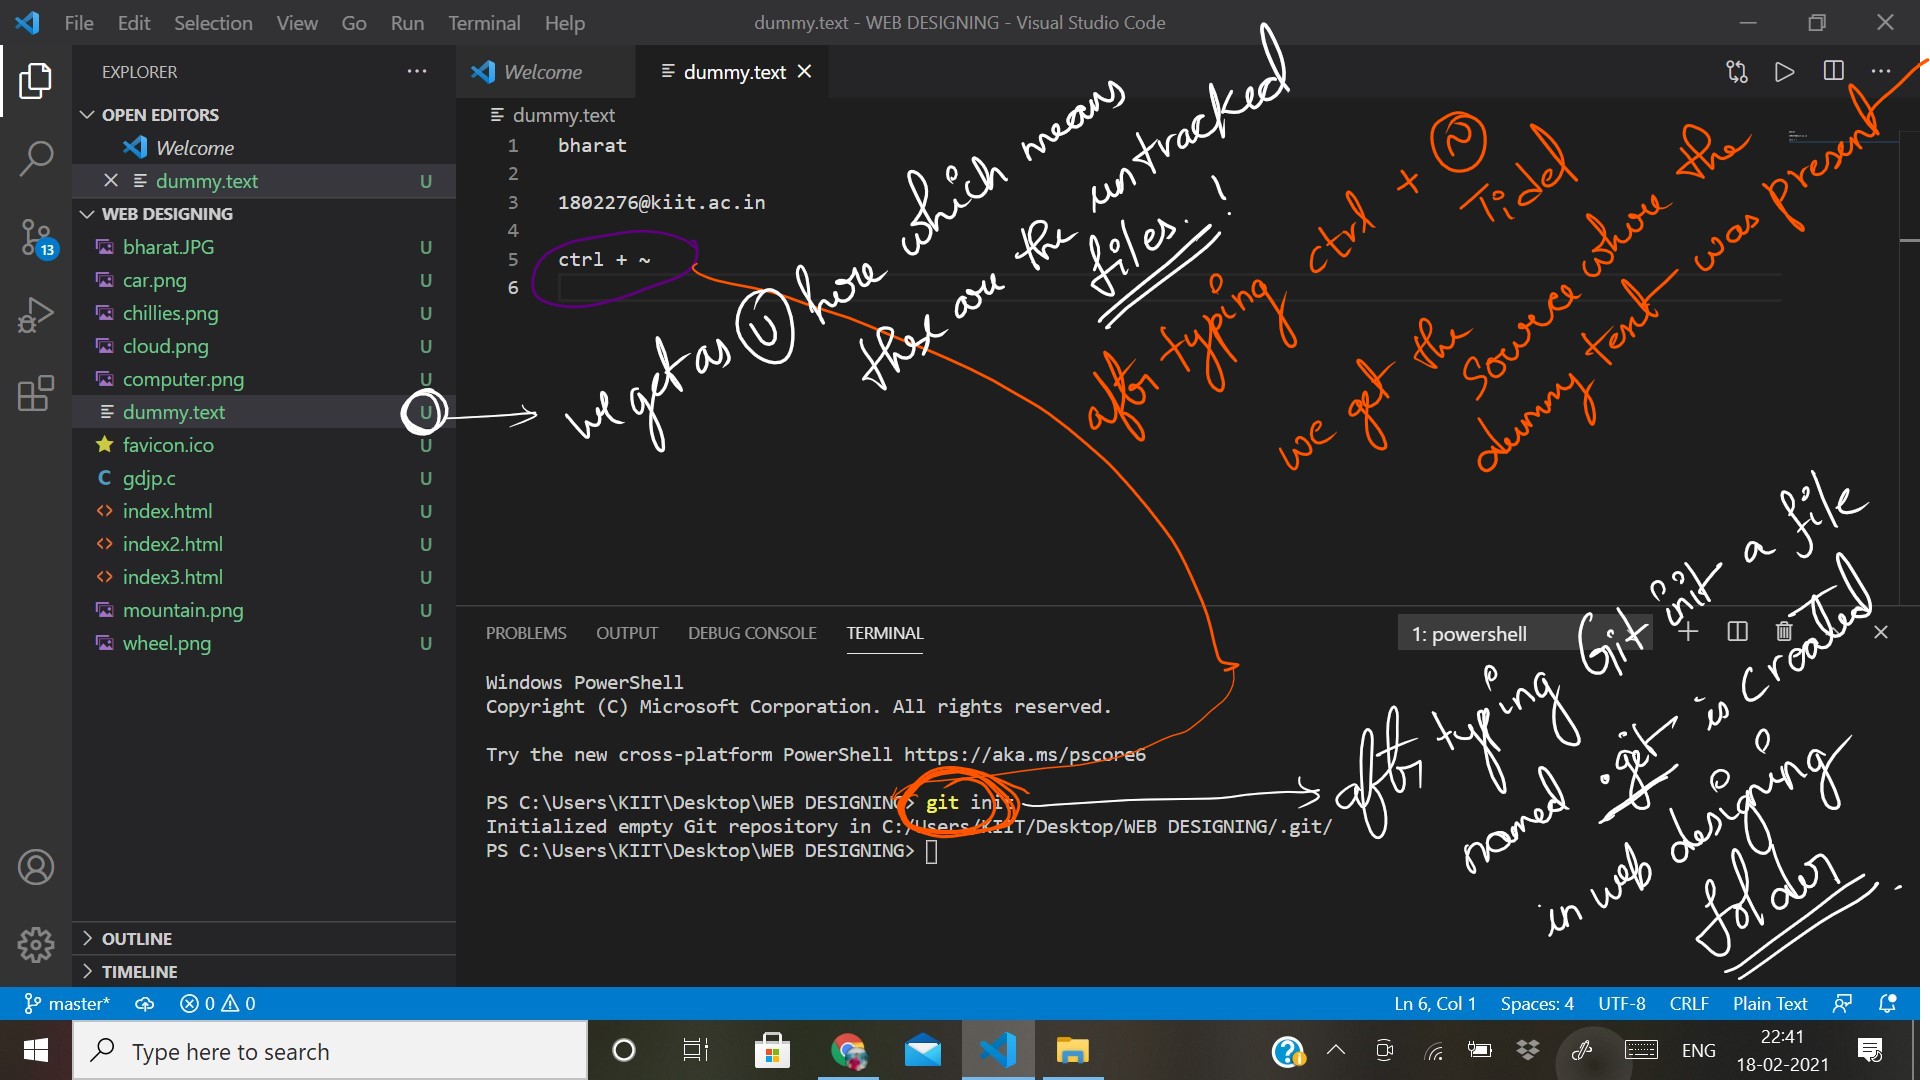 File Edit Selection View Go Run Terminal Help
dummy.text - WEB DESIGNING - Visual Studio Code
EXPLORER
OPEN EDITORS
Welcome
dummy.text U
WEB DESIGNING
bharat.JPG U
car.png U
chillies.png U
cloud.png U
computer.png U
dummy.text U
favicon.ico U
gdjp.c U
index.html U
index2.html U
index3.html U
mountain.png U
wheel.png U
OUTLINE
TIMELINE
13
Welcome
dummy.text
dummy.text
1 bharat
2
3 1802276@kiit.ac.in
4
5 ctrl + ~
6
we get as U here which means
these are the untracked
files. !
after typing ctrl + ~
Tidel
we get the Source where the
dummy text was present
PROBLEMS OUTPUT DEBUG CONSOLE TERMINAL
1: powershell
Windows PowerShell
Copyright (C) Microsoft Corporation. All rights reserved.
Try the new cross-platform PowerShell https://aka.ms/pscore6
PS C:\Users\KIIT\Desktop\WEB DESIGNING> git init
Initialized empty Git repository in C:/Users/KIIT/Desktop/WEB DESIGNING/.git/
PS C:\Users\KIIT\Desktop\WEB DESIGNING>
after typing Git init a file
named .get is created
in web designing
folder.
master* 0 0
Ln 6, Col 1 Spaces: 4 UTF-8 CRLF Plain Text
Type here to search
ENG
22:41
18-02-2021